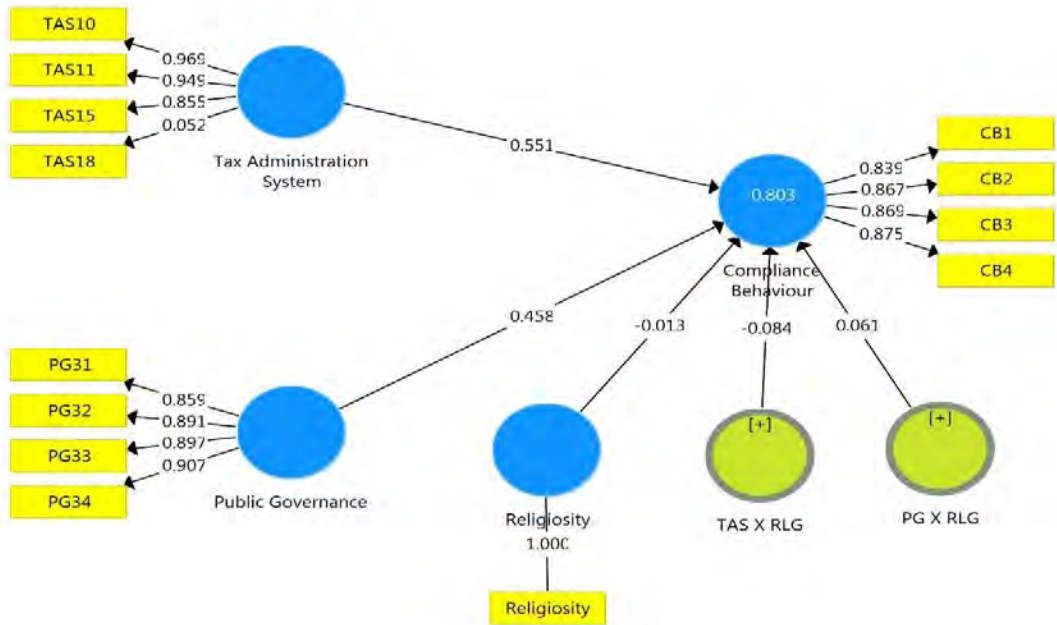 TAS10
TAS11
TAS15
TAS18
0.969
0.949
0.855
0.052
Tax Administration
System
0.551
0.803
Compliance
Behaviour
0.839
0.867
0.869
0.875
CB1
CB2
CB3
CB4
0.458
-0.013
-0.084
0.061
PG31
PG32
PG33
PG34
0.859
0.891
0.897
0.907
Public Governance
Religiosity
1.000
Religiosity
[+]
TAS X RLG
[+]
PG X RLG